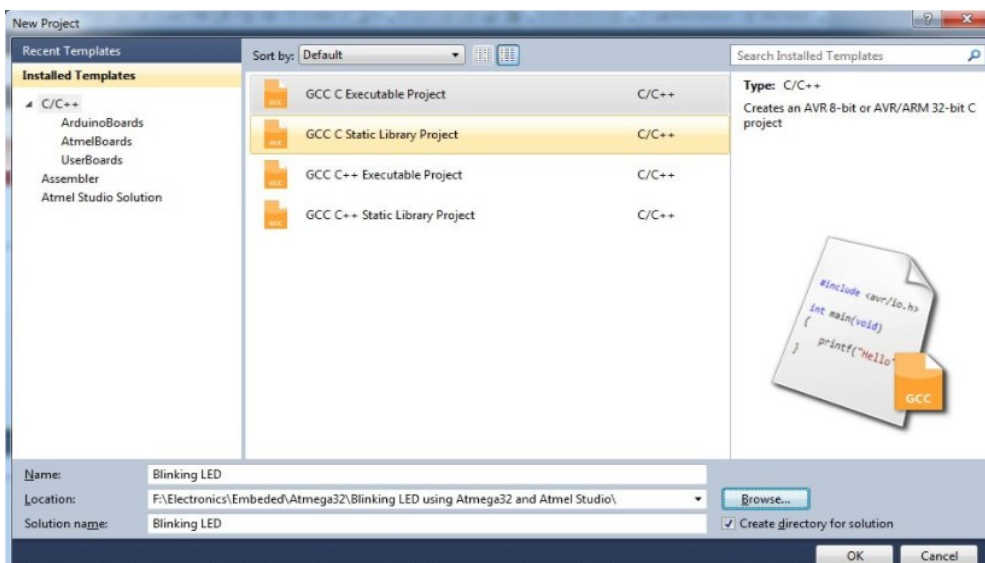 New Project
Recent Templates
Installed Templates
C/C++
ArduinoBoards
AtmelBoards
UserBoards
Assembler
Atmel Studio Solution
Sort by: Default
GCC C Executable Project C/C++
GCC C Static Library Project C/C++
GCC C++ Executable Project C/C++
GCC C++ Static Library Project C/C++
Search Installed Templates
Type: C/C++
Creates an AVR 8-bit or AVR/ARM 32-bit C
project
#include <avr/io.h>
int main(void)
{
printf("Hello"
}
GCC
Name: Blinking LED
Location: F:\Electronics\Embeded\Atmega32\Blinking LED using Atmega32 and Atmel Studio\
Browse...
Solution name: Blinking LED
Create directory for solution
OK Cancel